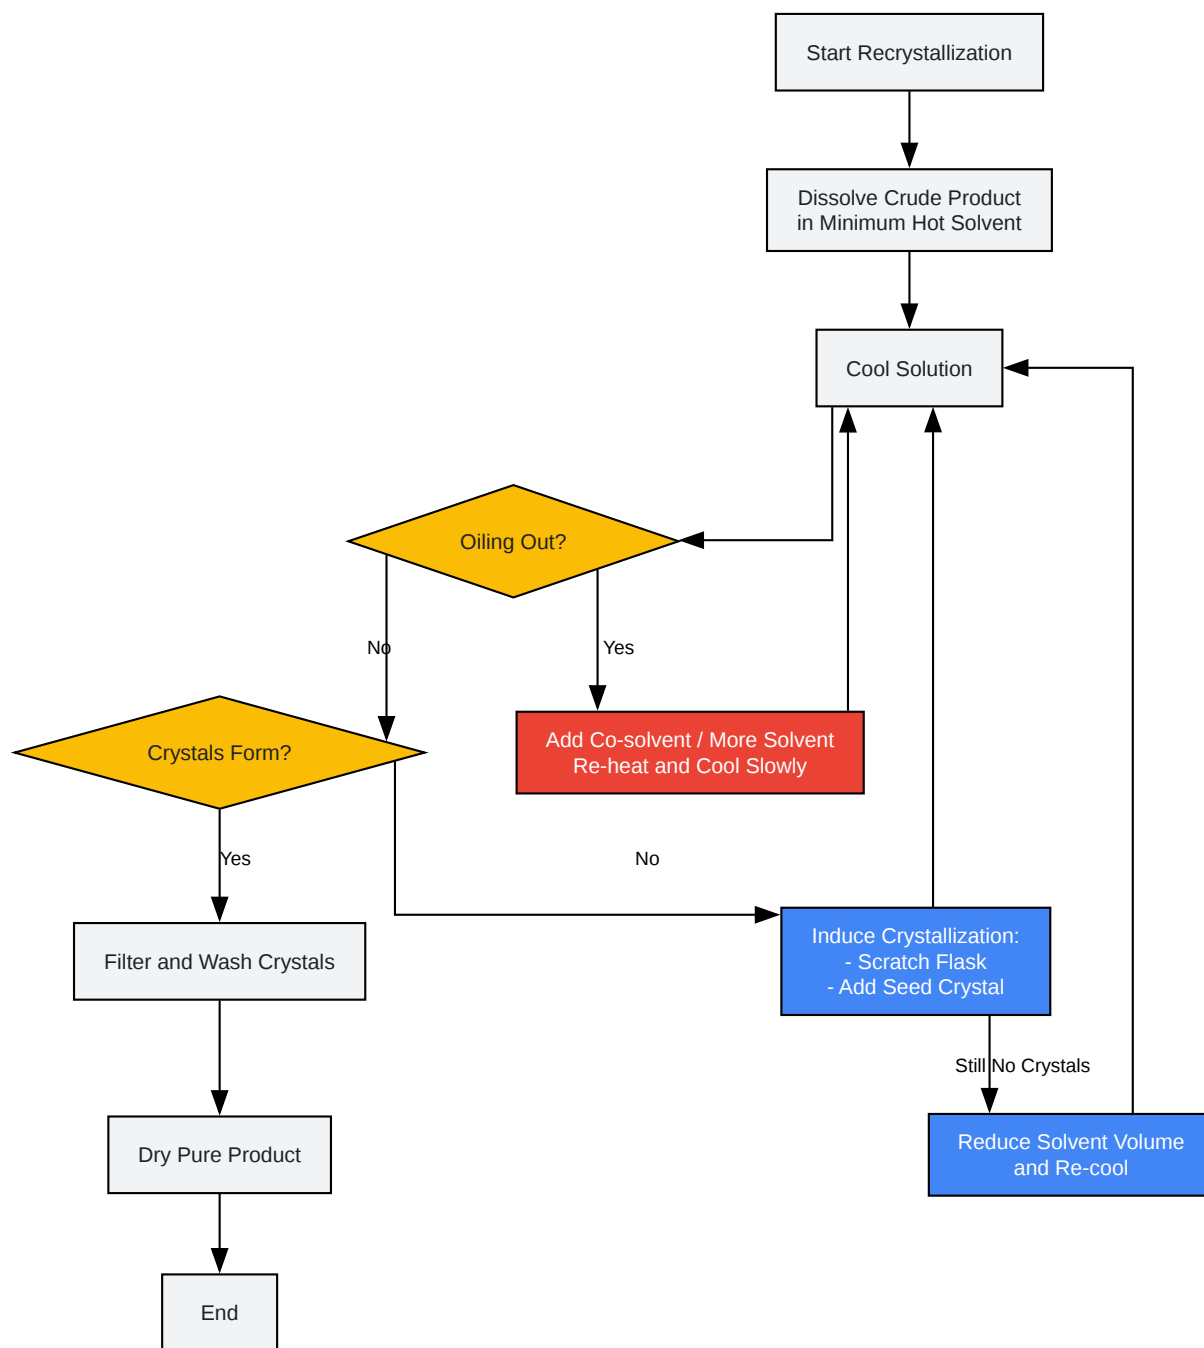 Start Recrystallization
Dissolve Crude Product
in Minimum Hot Solvent
Cool Solution
Oiling Out?
No
Yes
Add Co-solvent / More Solvent
Re-heat and Cool Slowly
Crystals Form?
Yes
No
Induce Crystallization:
- Scratch Flask
- Add Seed Crystal
Filter and Wash Crystals
Still No Crystals
Reduce Solvent Volume
and Re-cool
Dry Pure Product
End